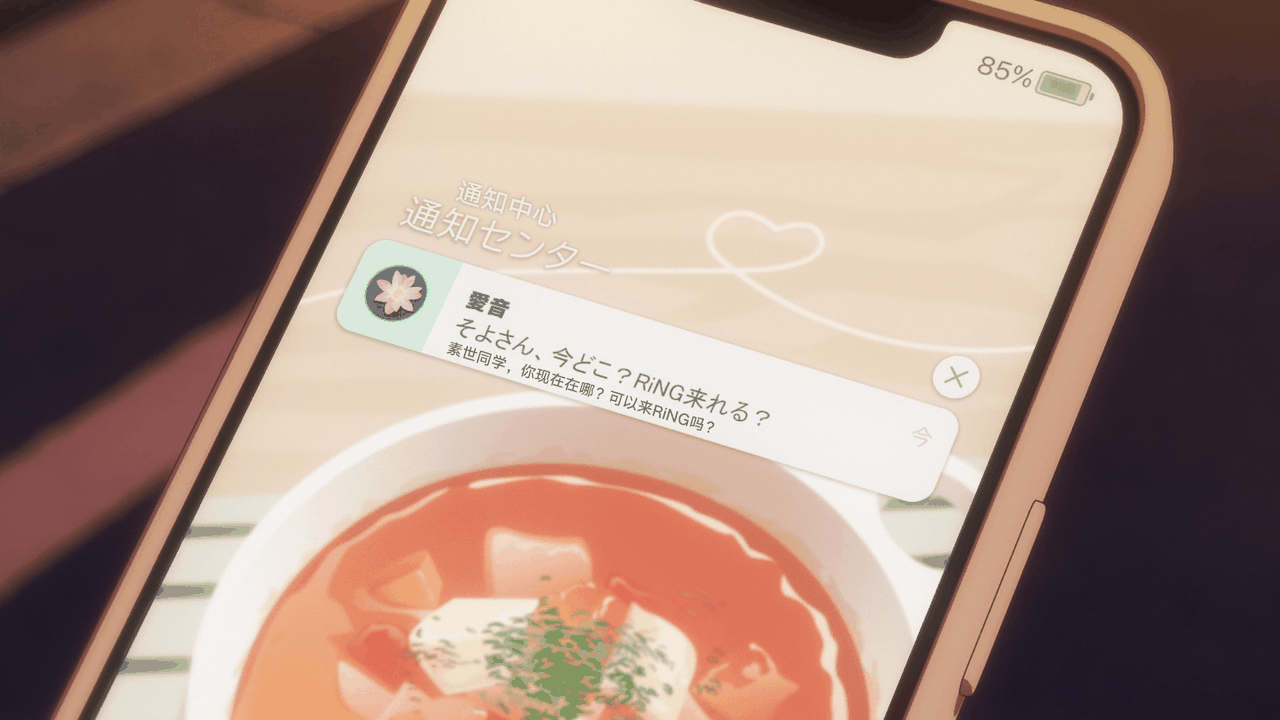 85%
通知中心
通知センター
愛音
そよさん、今どこ？RiNG来れる？
素世同学，你现在在哪？可以来RiNG吗？
今